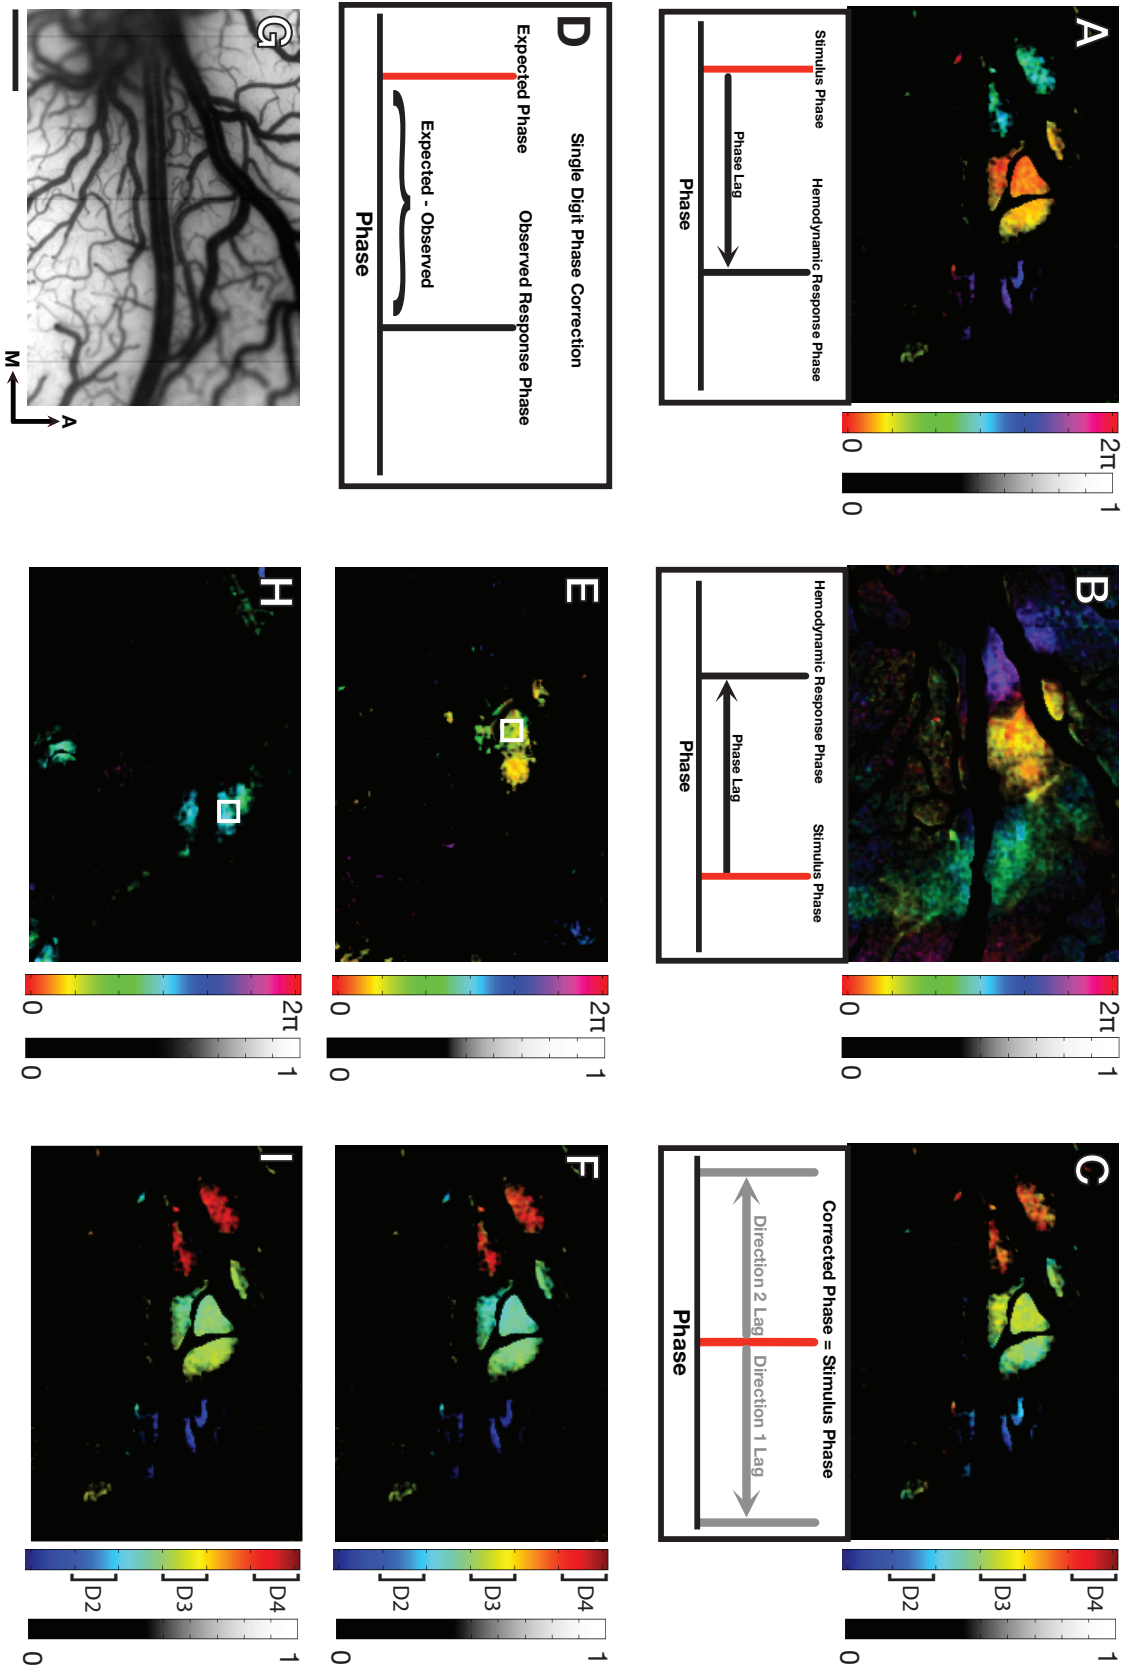 A
2π
0
1
0
Stimulus Phase
Hemodynamic Response Phase
Phase Lag
Phase
B
2π
0
1
0
Hemodynamic Response Phase
Stimulus Phase
Phase Lag
Phase
C
D2
D3
D4
1
0
Corrected Phase = Stimulus Phase
Direction 2 Lag
Direction 1 Lag
Phase
D
Single Digit Phase Correction
Expected Phase
Observed Response Phase
Expected - Observed
Phase
E
2π
0
1
0
F
D2
D3
D4
1
0
G
M
A
H
2π
0
1
0
I
D2
D3
D4
1
0